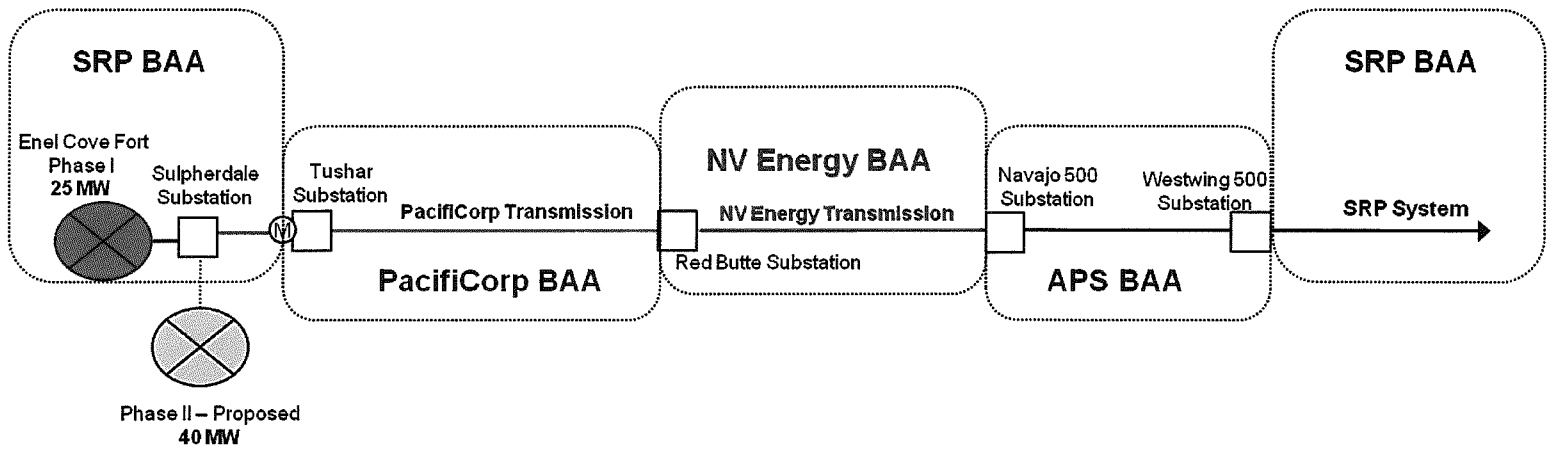 SRP BAA
Enel Cove Fort
Phase I
25 MW
Sulpherdale
Substation
M
Tushar
Substation
PacifiCorp Transmission
PacifiCorp BAA
NV Energy BAA
NV Energy Transmission
Red Butte Substation
Navajo 500
Substation
Westwing 500
Substation
APS BAA
SRP BAA
SRP System
Phase II – Proposed
40 MW